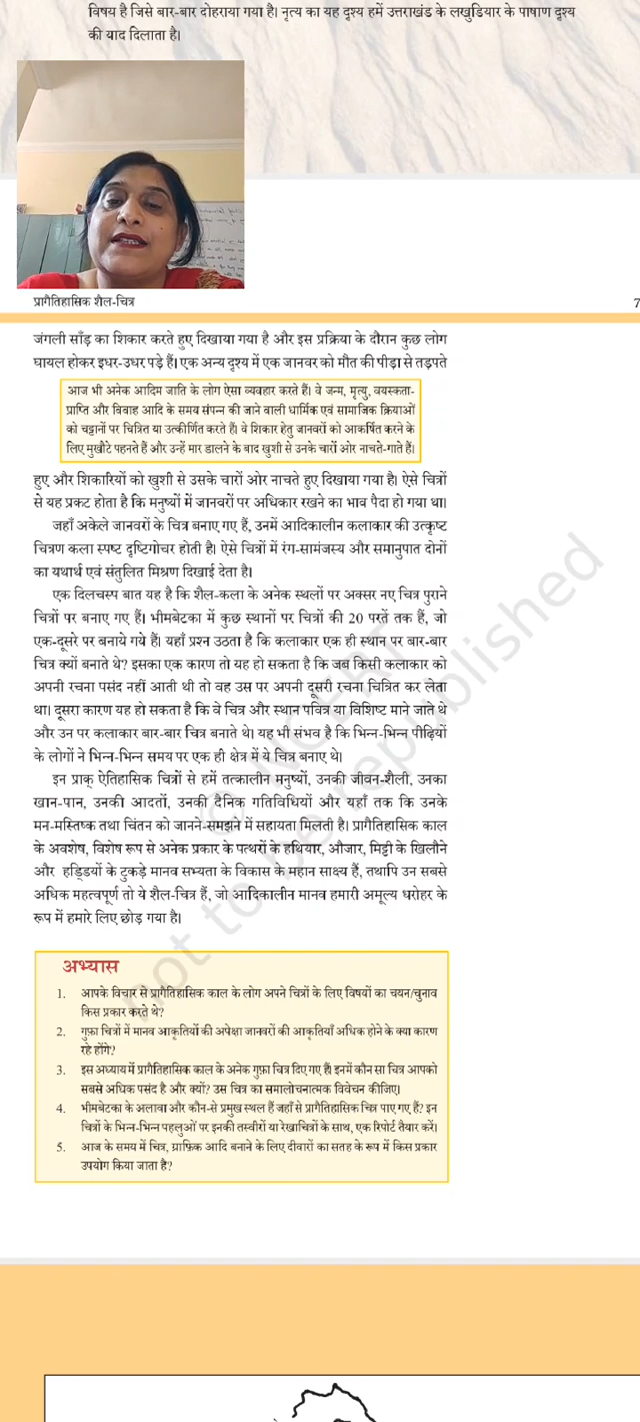 विषय है जिसे बार-बार दोहराया गया है। नृत्य का यह दृश्य हमें उत्तराखंड के लखुडियार के पाषाण दृश्य
की याद दिलाता है।
प्रागैतिहासिक शैल-चित्र
7
जंगली साँड़ का शिकार करते हुए दिखाया गया है और इस प्रक्रिया के दौरान कुछ लोग
घायल होकर इधर-उधर पड़े हैं। एक अन्य दृश्य में एक जानवर को मौत की पीड़ा से तड़पते
आज भी अनेक आदिम जाति के लोग ऐसा व्यवहार करते हैं। वे जन्म, मृत्यु, वयस्कता-
प्राप्ति और विवाह आदि के समय संपन्न की जाने वाली धार्मिक एवं सामाजिक क्रियाओं
को चट्टानों पर चित्रित या उत्कीर्णित करते हैं। वे शिकार हेतु जानवरों को आकर्षित करने के
लिए मुखौटे पहनते हैं और उन्हें मार डालने के बाद खुशी से उनके चारों ओर नाचते-गाते हैं।
हुए और शिकारियों को खुशी से उसके चारों ओर नाचते हुए दिखाया गया है। ऐसे चित्रों
से यह प्रकट होता है कि मनुष्यों में जानवरों पर अधिकार रखने का भाव पैदा हो गया था।
जहाँ अकेले जानवरों के चित्र बनाए गए हैं, उनमें आदिकालीन कलाकार की उत्कृष्ट
चित्रण कला स्पष्ट दृष्टिगोचर होती है। ऐसे चित्रों में रंग-सामंजस्य और समानुपात दोनों
का यथार्थ एवं संतुलित मिश्रण दिखाई देता है।
एक दिलचस्प बात यह है कि शैल-कला के अनेक स्थलों पर अक्सर नए चित्र पुराने
चित्रों पर बनाए गए हैं। भीमबेटका में कुछ स्थानों पर चित्रों की 20 परतें तक हैं, जो
एक-दूसरे पर बनाये गये हैं। यहाँ प्रश्न उठता है कि कलाकार एक ही स्थान पर बार-बार
चित्र क्यों बनाते थे? इसका एक कारण तो यह हो सकता है कि जब किसी कलाकार को
अपनी रचना पसंद नहीं आती थी तो वह उस पर अपनी दूसरी रचना चित्रित कर लेता
था। दूसरा कारण यह हो सकता है कि वे चित्र और स्थान पवित्र या विशिष्ट माने जाते थे
और उन पर कलाकार बार-बार चित्र बनाते थे। यह भी संभव है कि भिन्न-भिन्न पीढ़ियों
के लोगों ने भिन्न-भिन्न समय पर एक ही क्षेत्र में ये चित्र बनाए थे।
इन प्राक् ऐतिहासिक चित्रों से हमें तत्कालीन मनुष्यों, उनकी जीवन-शैली, उनका
खान-पान, उनकी आदतों, उनकी दैनिक गतिविधियों और यहाँ तक कि उनके
मन-मस्तिष्क तथा चिंतन को जानने-समझने में सहायता मिलती है। प्रागैतिहासिक काल
के अवशेष, विशेष रूप से अनेक प्रकार के पत्थरों के हथियार, औजार, मिट्टी के खिलौने
और हड्डियों के टुकड़े मानव सभ्यता के विकास के महान साक्ष्य हैं, तथापि उन सबसे
अधिक महत्वपूर्ण तो ये शैल-चित्र हैं, जो आदिकालीन मानव हमारी अमूल्य धरोहर के
रूप में हमारे लिए छोड़ गया है।
© NCERT
not to be republished
अभ्यास
1. आपके विचार से प्रागैतिहासिक काल के लोग अपने चित्रों के लिए विषयों का चयन/चुनाव
किस प्रकार करते थे?
2. गुफ़ा चित्रों में मानव आकृतियों की अपेक्षा जानवरों की आकृतियाँ अधिक होने के क्या कारण
रहे होंगे?
3. इस अध्याय में प्रागैतिहासिक काल के अनेक गुफ़ा चित्र दिए गए हैं। इनमें कौन सा चित्र आपको
सबसे अधिक पसंद है और क्यों? उस चित्र का समालोचनात्मक विवेचन कीजिए।
4. भीमबेटका के अलावा और कौन-से प्रमुख स्थल हैं जहाँ से प्रागैतिहासिक चित्र पाए गए हैं? इन
चित्रों के भिन्न-भिन्न पहलुओं पर इनकी तस्वीरों या रेखाचित्रों के साथ, एक रिपोर्ट तैयार करें।
5. आज के समय में चित्र, ग्राफ़िक आदि बनाने के लिए दीवारों का सतह के रूप में किस प्रकार
उपयोग किया जाता है?